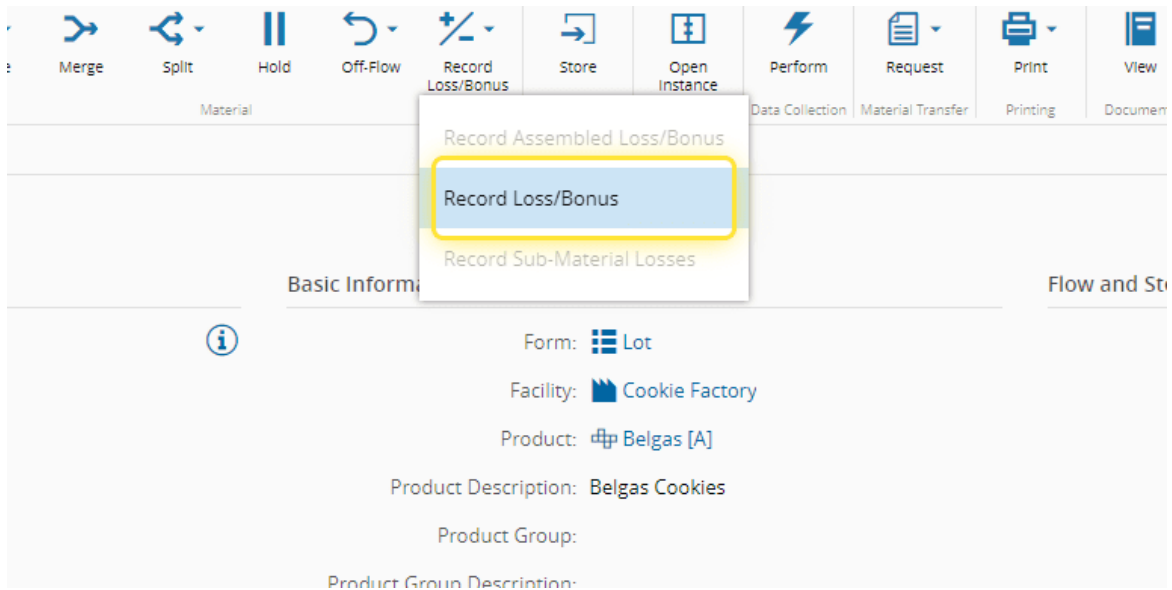 Merge
Split
Hold
Off-Flow
Record
Loss/Bonus
Store
Open
Instance
Perform
Request
Print
View
Material
Data Collection
Material Transfer
Printing
Record Assembled Loss/Bonus
Record Loss/Bonus
Record Sub-Material Losses
Basic
Flow and
Form: Lot
Facility: Cookie Factory
Product: Belgas [A]
Product Description: Belgas Cookies
Product Group:
Product Group Description: